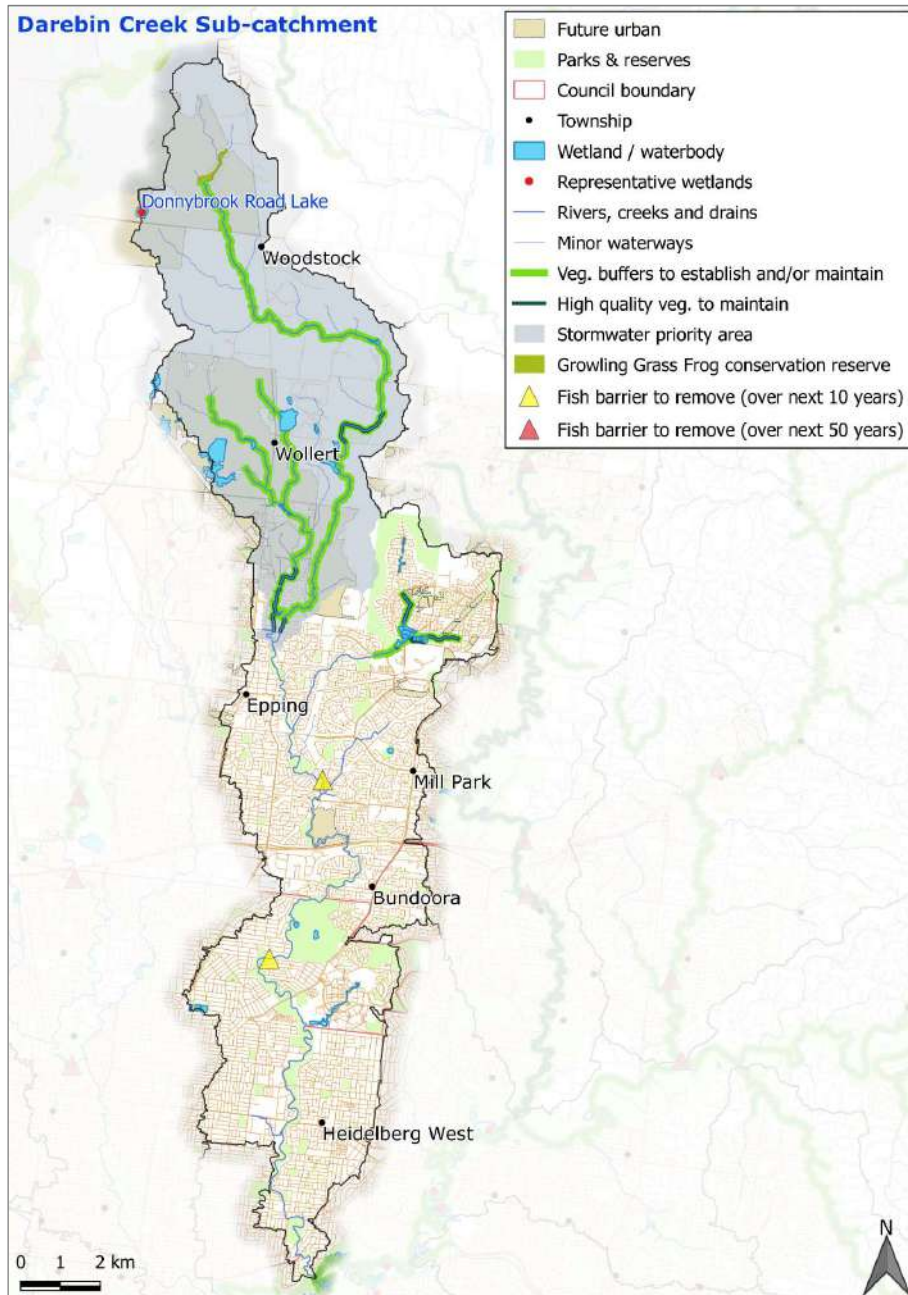 Darebin Creek Sub-catchment
Future urban
Parks & reserves
Council boundary
Township
Wetland / waterbody
Representative wetlands
Rivers, creeks and drains
Minor waterways
Veg. buffers to establish and/or maintain
High quality veg. to maintain
Stormwater priority area
Growling Grass Frog conservation reserve
Fish barrier to remove (over next 10 years)
Fish barrier to remove (over next 50 years)
Donnybrook Road Lake
Woodstock
Wollert
Epping
Mill Park
Bundoora
Heidelberg West
0 1 2 km
N